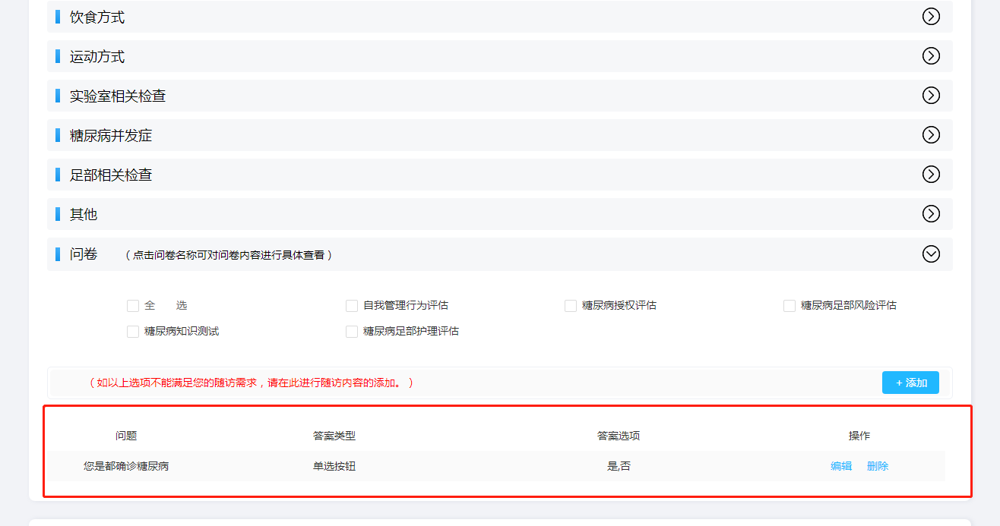 饮食方式
运动方式
实验室相关检查
糖尿病并发症
足部相关检查
其他
问卷 （点击问卷名称可对问卷内容进行具体查看）
全 选 自我管理行为评估 糖尿病授权评估 糖尿病足部风险评估
糖尿病知识测试 糖尿病足部护理评估
（如以上选项不能满足您的随访需求，请在此进行随访内容的添加。） + 添加
问题 答案类型 答案选项 操作
您是都确诊糖尿病 单选按钮 是,否 编辑 删除